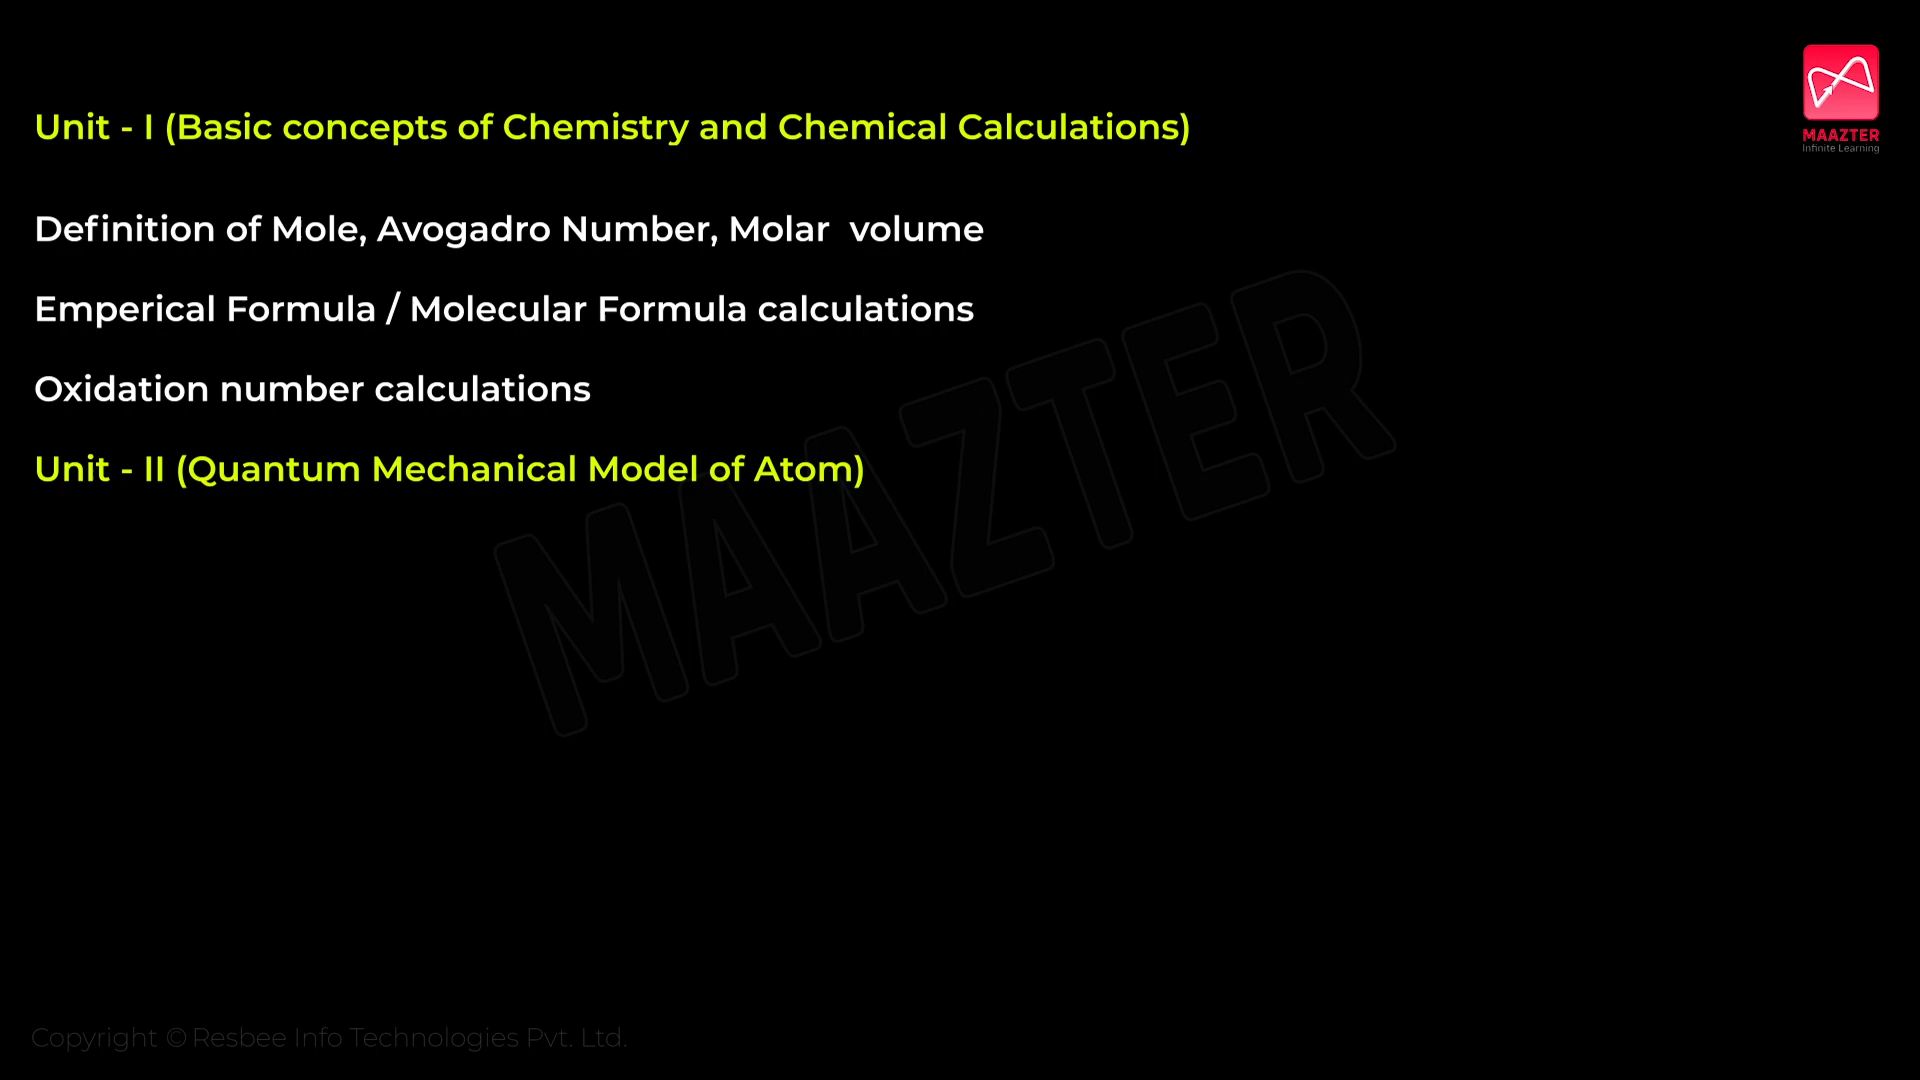 Unit - I (Basic concepts of Chemistry and Chemical Calculations)
MAAZTER
Infinite Learning
Definition of Mole, Avogadro Number, Molar  volume
Emperical Formula / Molecular Formula calculations
Oxidation number calculations
Unit - II (Quantum Mechanical Model of Atom)
MAAZTER
Copyright © Resbee Info Technologies Pvt. Ltd.